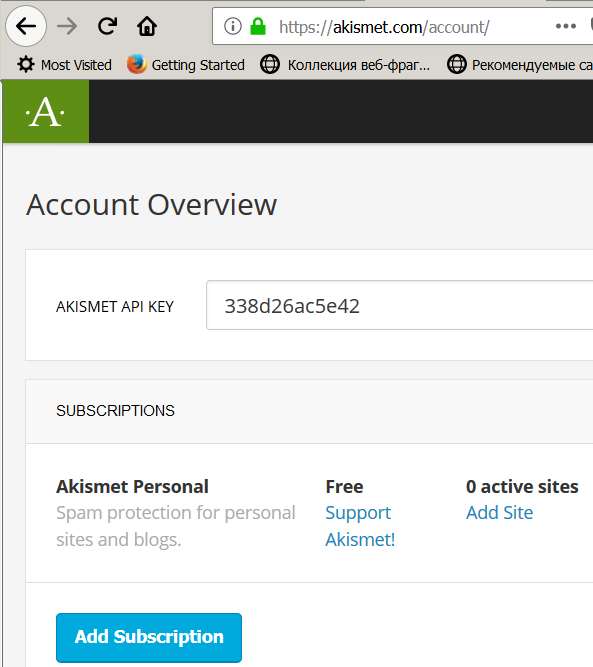 https://akismet.com/account/
Most Visited Getting Started Коллекция веб-фраг... Рекомендуемые са
·A·
Account Overview
AKISMET API KEY 338d26ac5e42
SUBSCRIPTIONS
Akismet Personal Free 0 active sites
Spam protection for personal Support Add Site
sites and blogs. Akismet!
Add Subscription